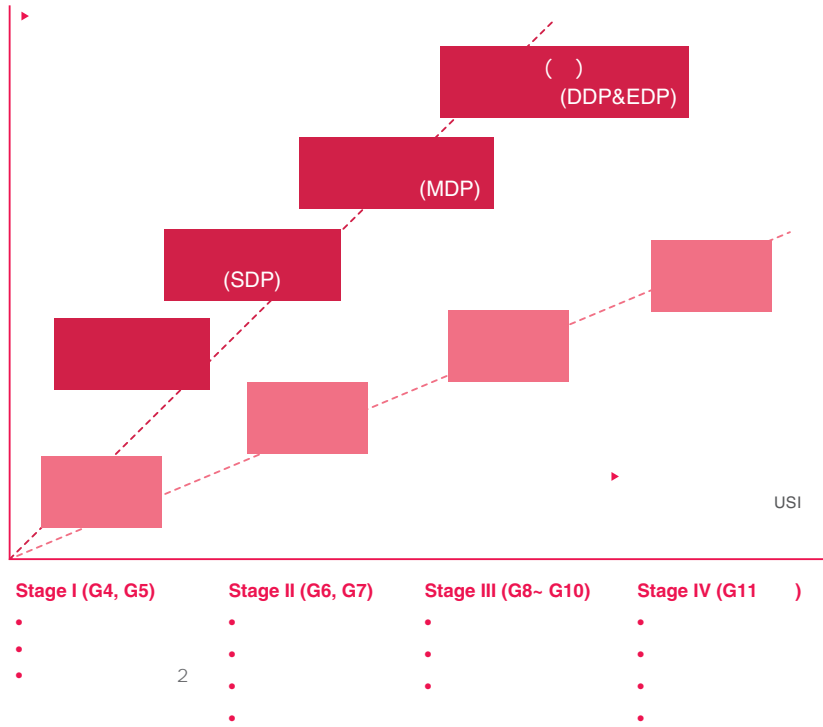 ( )
(DDP&EDP)
(MDP)
(SDP)
USI
Stage I (G4, G5)
Stage II (G6, G7)
Stage III (G8~ G10)
Stage IV (G11 )
2